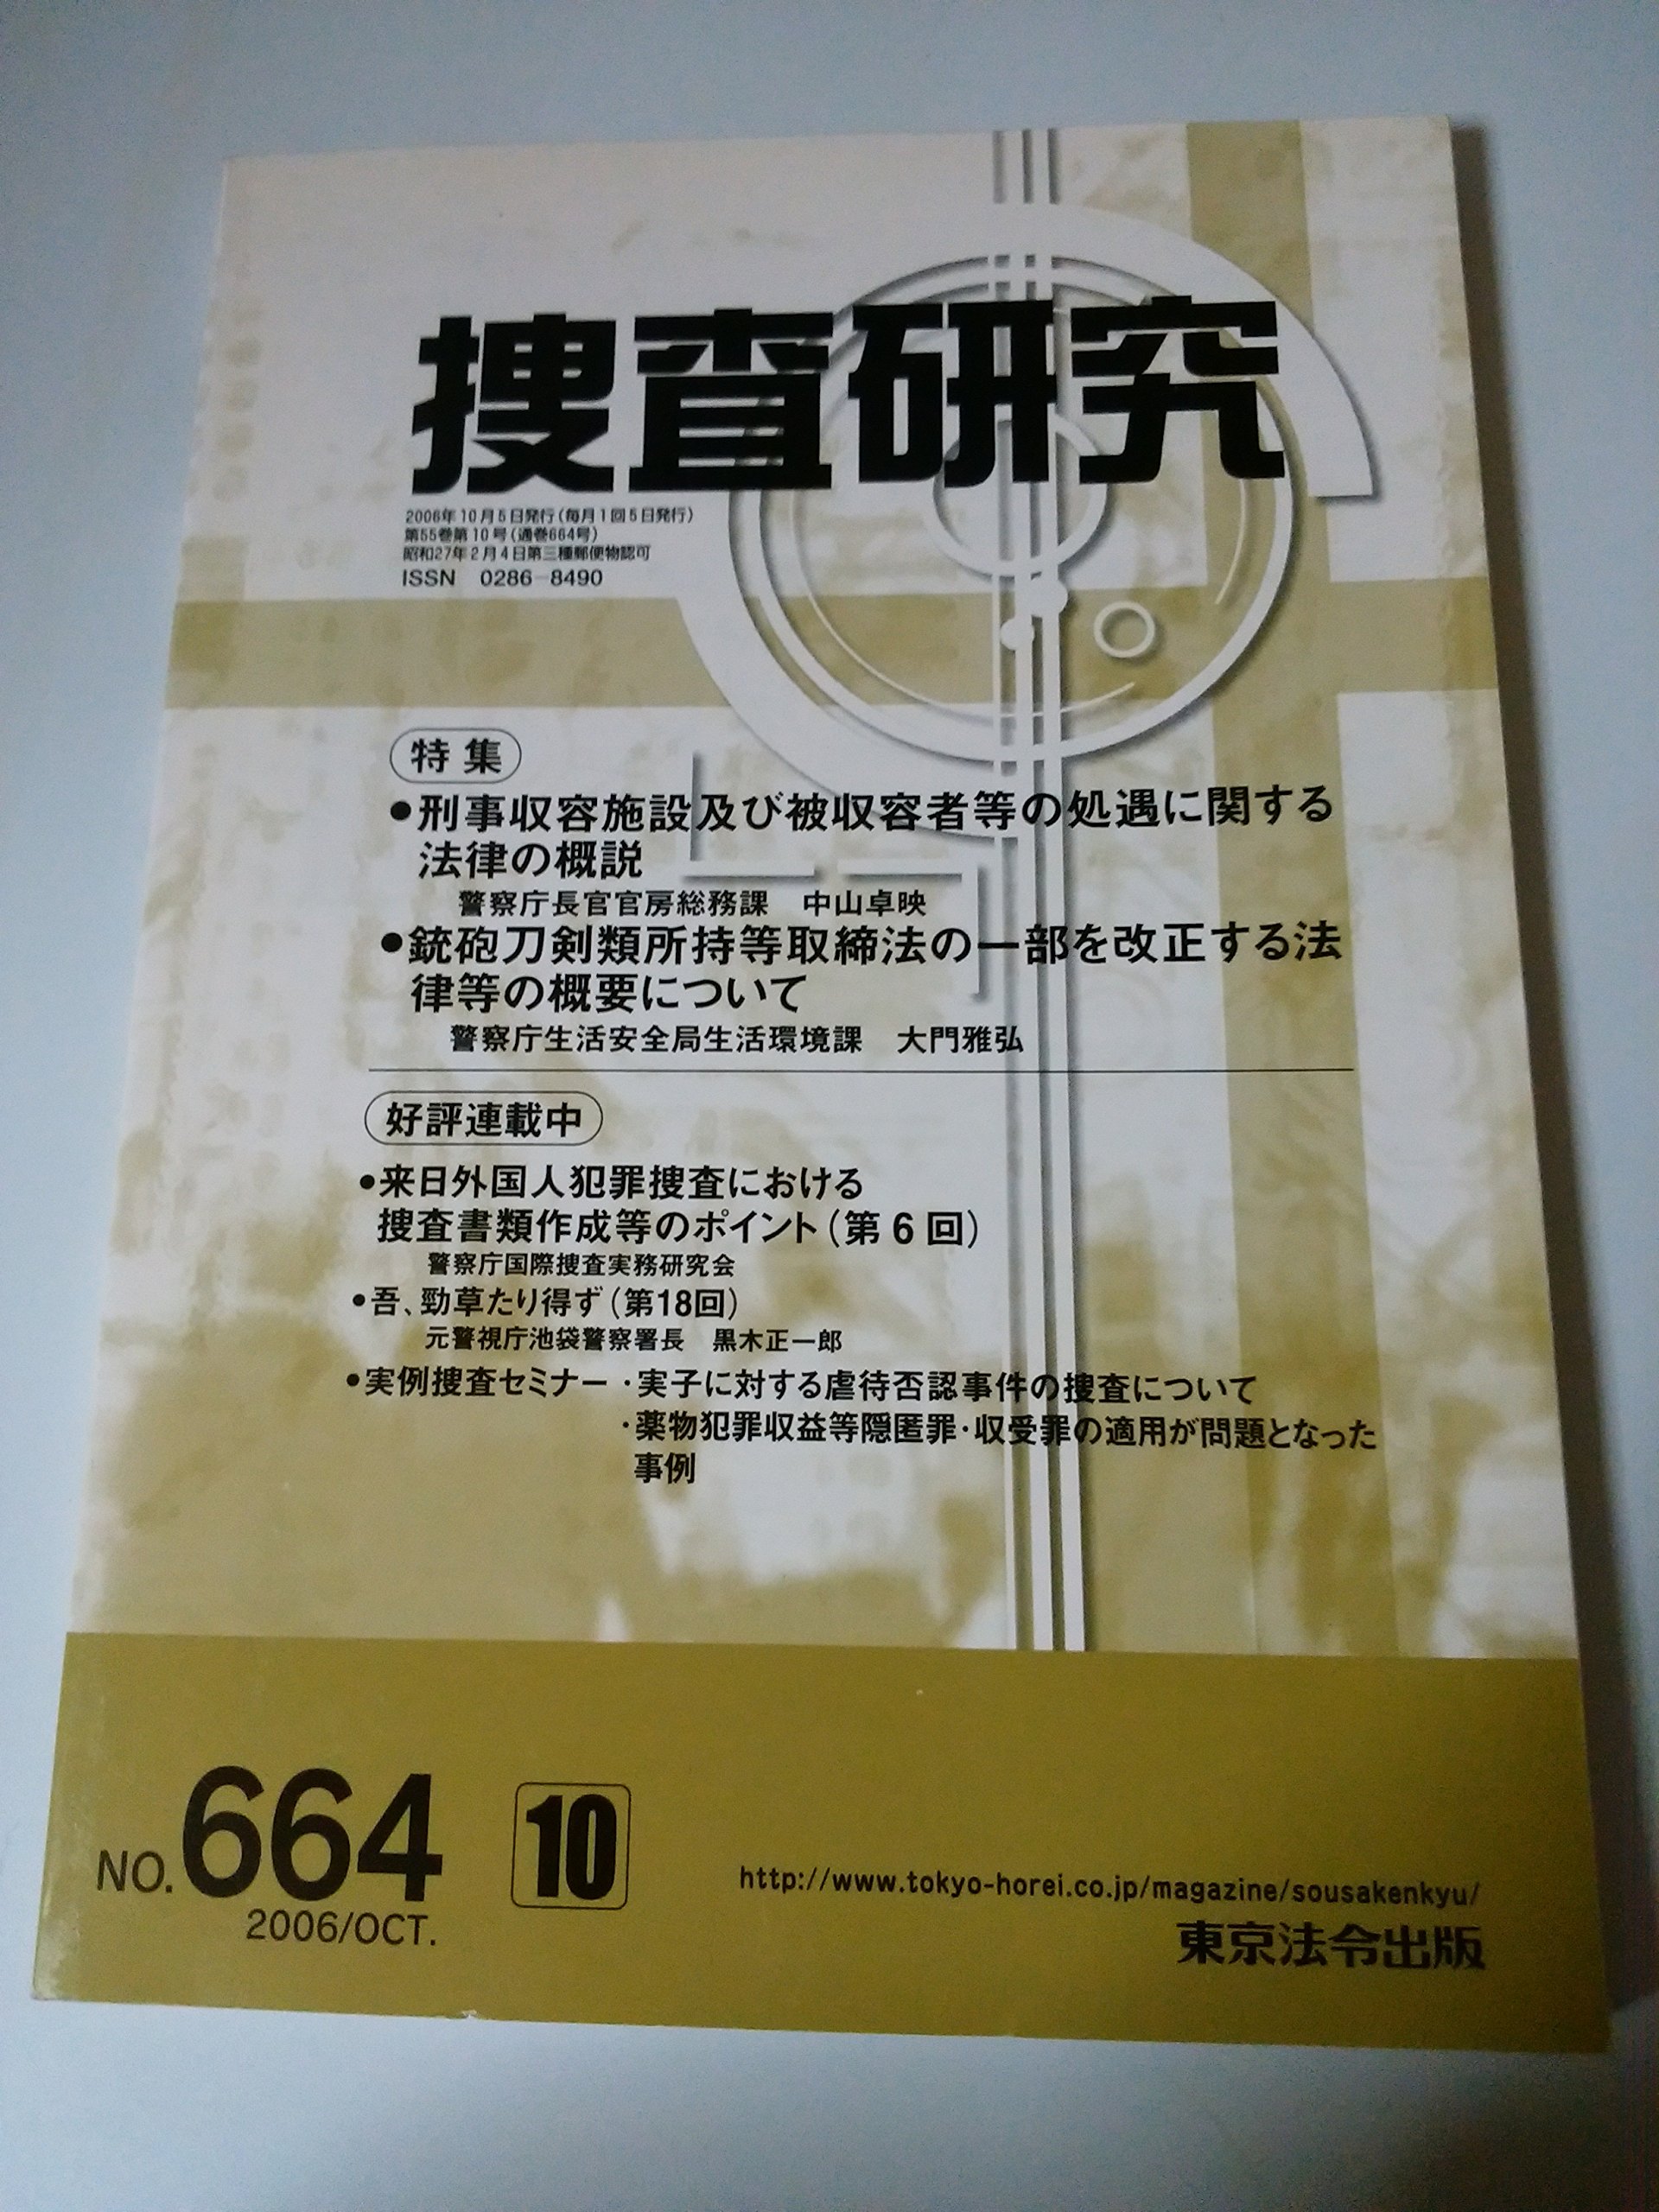 捜査研究
2006年10月5日発行(毎月1回5日発行)
第55巻第10号(通巻664号)
昭和27年2月4日第三種郵便物認可
ISSN 0286-8490
特集
●刑事収容施設及び被収容者等の処遇に関する
法律の概説
警察庁長官官房総務課 中山卓映
●銃砲刀剣類所持等取締法の一部を改正する法
律等の概要について
警察庁生活安全局生活環境課 大門雅弘
好評連載中
●来日外国人犯罪捜査における
捜査書類作成等のポイント(第6回)
警察庁国際捜査実務研究会
●吾、勁草たり得ず(第18回)
元警視庁池袋警察署長 黒木正一郎
●実例捜査セミナー ・実子に対する虐待否認事件の捜査について
・薬物犯罪収益等隠匿罪・収受罪の適用が問題となった
事例
NO.664 10
2006/OCT.
http://www.tokyo-horei.co.jp/magazine/sousakenkyu/
東京法令出版